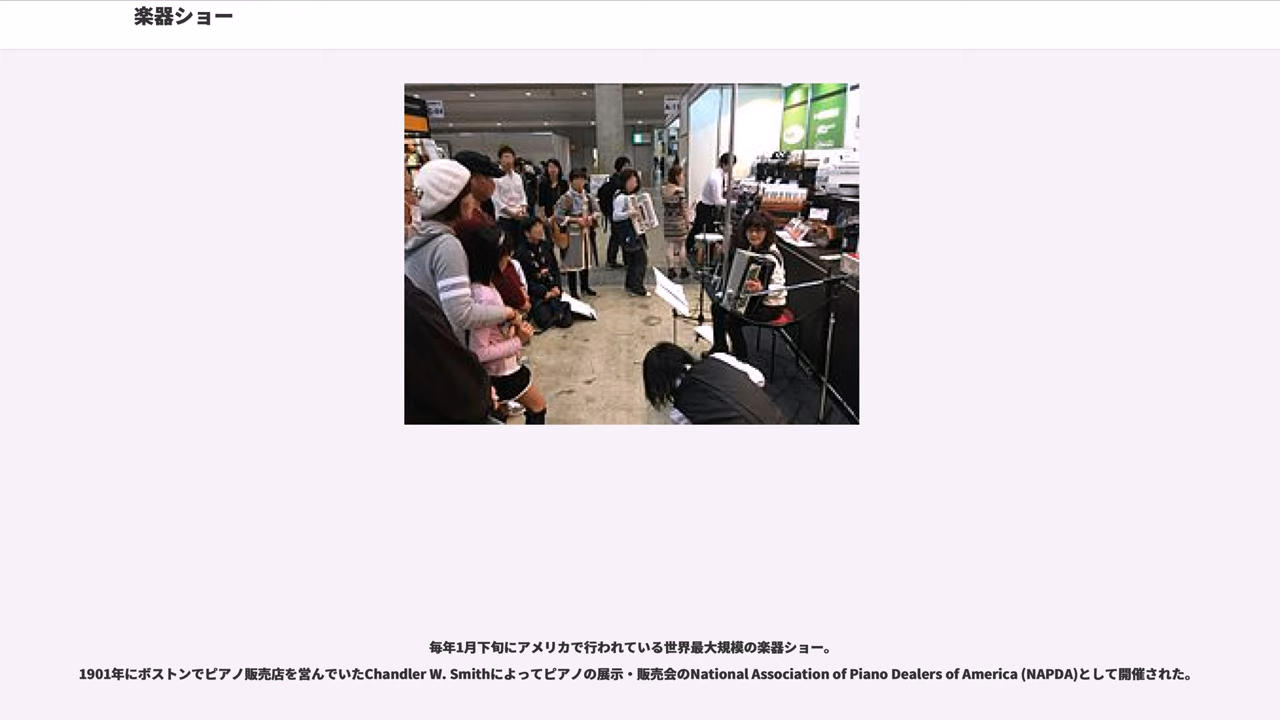 楽器ショー
毎年1月下旬にアメリカで行われている世界最大規模の楽器ショー。
1901年にボストンでピアノ販売店を営んでいたChandler W. Smithによってピアノの展示・販売会のNational Association of Piano Dealers of America (NAPDA)として開催された。